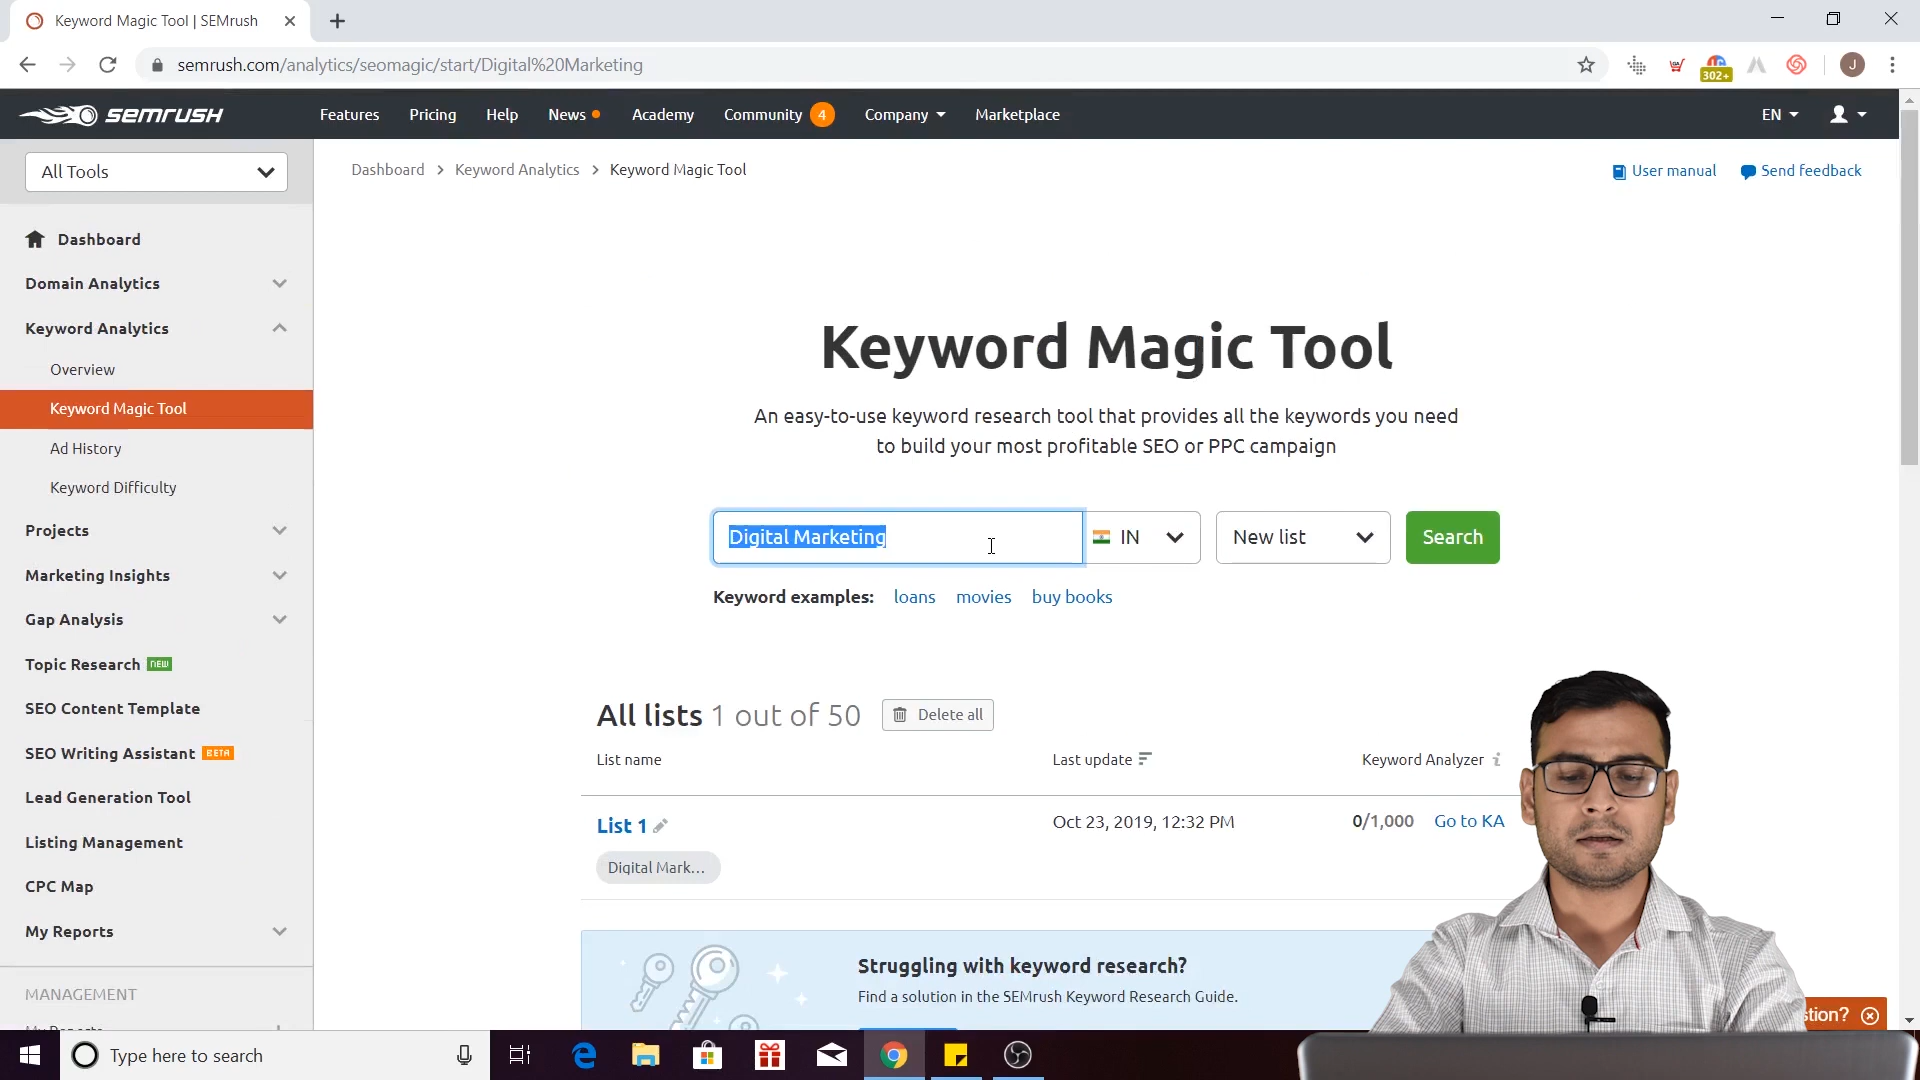 Keyword Magic Tool | SEMrush
semrush.com/analytics/seomagic/start/Digital%20Marketing
302+
J
SEMRUSH
Features
Pricing
Help
News
Academy
Community 4
Company
Marketplace
EN
All Tools
Dashboard > Keyword Analytics > Keyword Magic Tool
User manual
Send feedback
Dashboard
Domain Analytics
Keyword Analytics
Overview
Keyword Magic Tool
Ad History
Keyword Difficulty
Projects
Marketing Insights
Gap Analysis
Topic Research NEW
SEO Content Template
SEO Writing Assistant BETA
Lead Generation Tool
Listing Management
CPC Map
My Reports
MANAGEMENT
Keyword Magic Tool
An easy-to-use keyword research tool that provides all the keywords you need
to build your most profitable SEO or PPC campaign
Digital Marketing
IN
New list
Search
Keyword examples: loans movies buy books
All lists 1 out of 50
Delete all
List name
Last update
Keyword Analyzer i
List 1
Oct 23, 2019, 12:32 PM
0/1,000
Go to KA
Digital Mark...
Struggling with keyword research?
Find a solution in the SEMrush Keyword Research Guide.
stion?
Type here to search